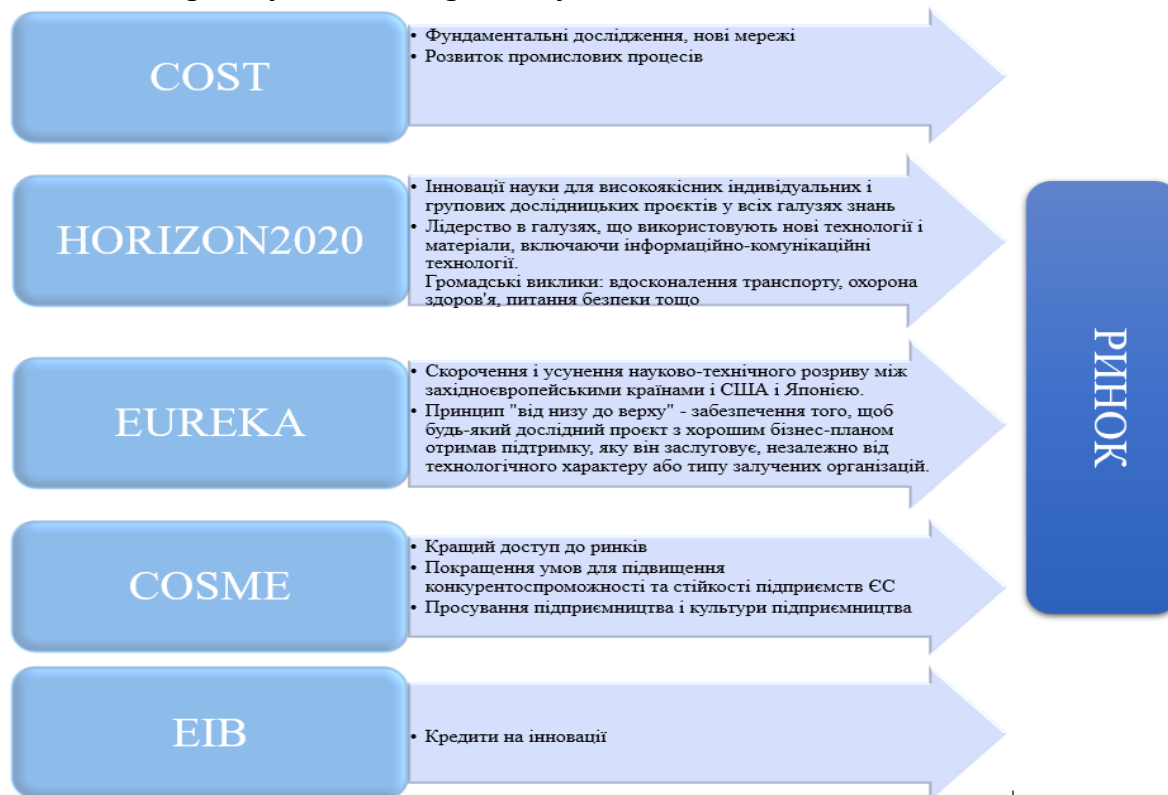 COST
• Фундаментальні дослідження, нові мережі
• Розвиток промислових процесів
HORIZON2020
• Інновації науки для високоякісних індивідуальних і
групових дослідницьких проєктів у всіх галузях знань
• Лідерство в галузях, що використовують нові технології і
матеріали, включаючи інформаційно-комунікаційні
технології.
Громадські виклики: вдосконалення транспорту, охорона
здоров'я, питання безпеки тощо
EUREKA
• Скорочення і усунення науково-технічного розриву між
західноєвропейськими країнами і США і Японією.
• Принцип "від низу до верху" - забезпечення того, щоб
будь-який дослідний проєкт з хорошим бізнес-планом
отримав підтримку, яку він заслуговує, незалежно від
технологічного характеру або типу залучених організацій.
COSME
• Кращий доступ до ринків
• Покращення умов для підвищення
конкурентоспроможності та стійкості підприємств ЄС
• Просування підприємництва і культури підприємництва
EIB
• Кредити на інновації
РИНОК